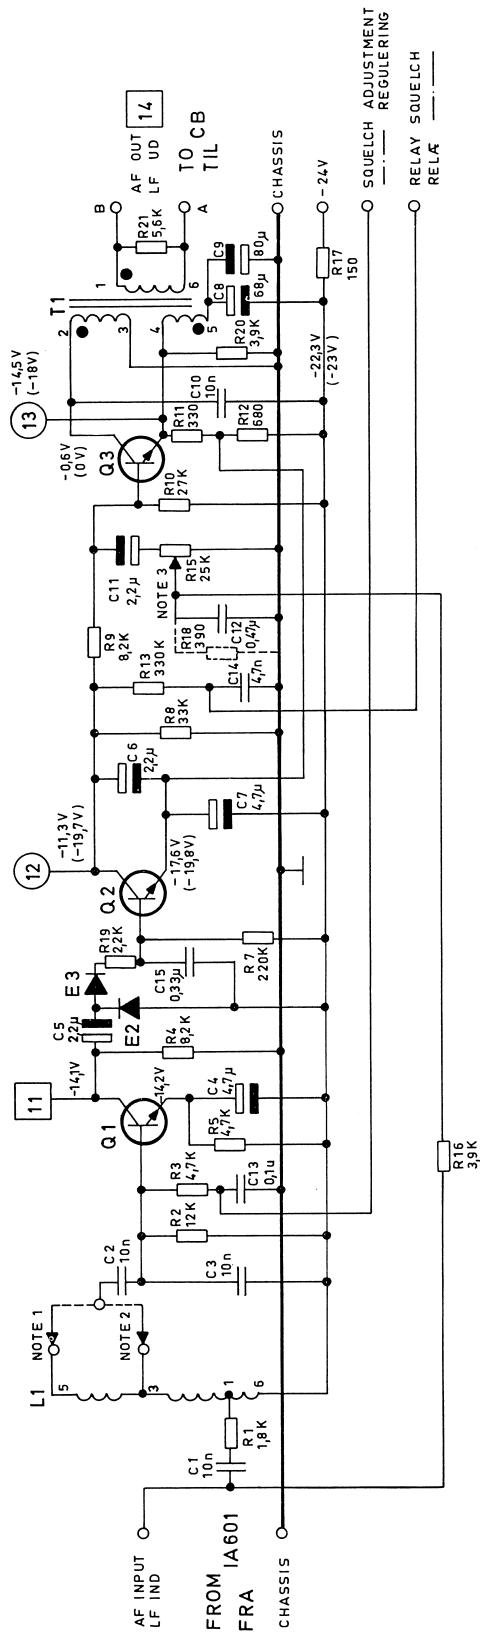 AF INPUT
LF IND
FROM
FRA
IA601
CHASSIS
C1
10n
R1
1,8K
L1
5
3
1
6
NOTE 1
NOTE 2
C2
10n
C3
10n
R2
12K
R3
4,7K
C13
0,1u
Q1
11
-14,1V
-14,2V
R5
4,7K
C4
4,7µ
R4
8,2K
C5
2,2µ
E2
E3
R19
2,2K
C15
0,33µ
R7
220K
Q2
12
-11,3V
(-19,7V)
-17,6V
(-19,8V)
C6
2,2µ
C7
4,7µ
R8
33K
R13
330K
C14
4,7n
R9
8,2K
R18
390
C12
0,47µ
NOTE 3
C11
2,2µ
R15
25K
R10
27K
Q3
-0,6V
(0V)
13
-14,5V
(-18V)
R11
330
R12
680
C10
10n
R20
3,9K
T1
2
3
4
5
1
6
C8
68µ
C9
80µ
-22,3V
(-23V)
R17
150
R16
3,9K
R21
5,6K
B
A
AF OUT
LF UD
14
TO CB
TIL
CHASSIS
-24V
SQUELCH ADJUSTMENT
REGULERING
RELAY SQUELCH
RELÆ